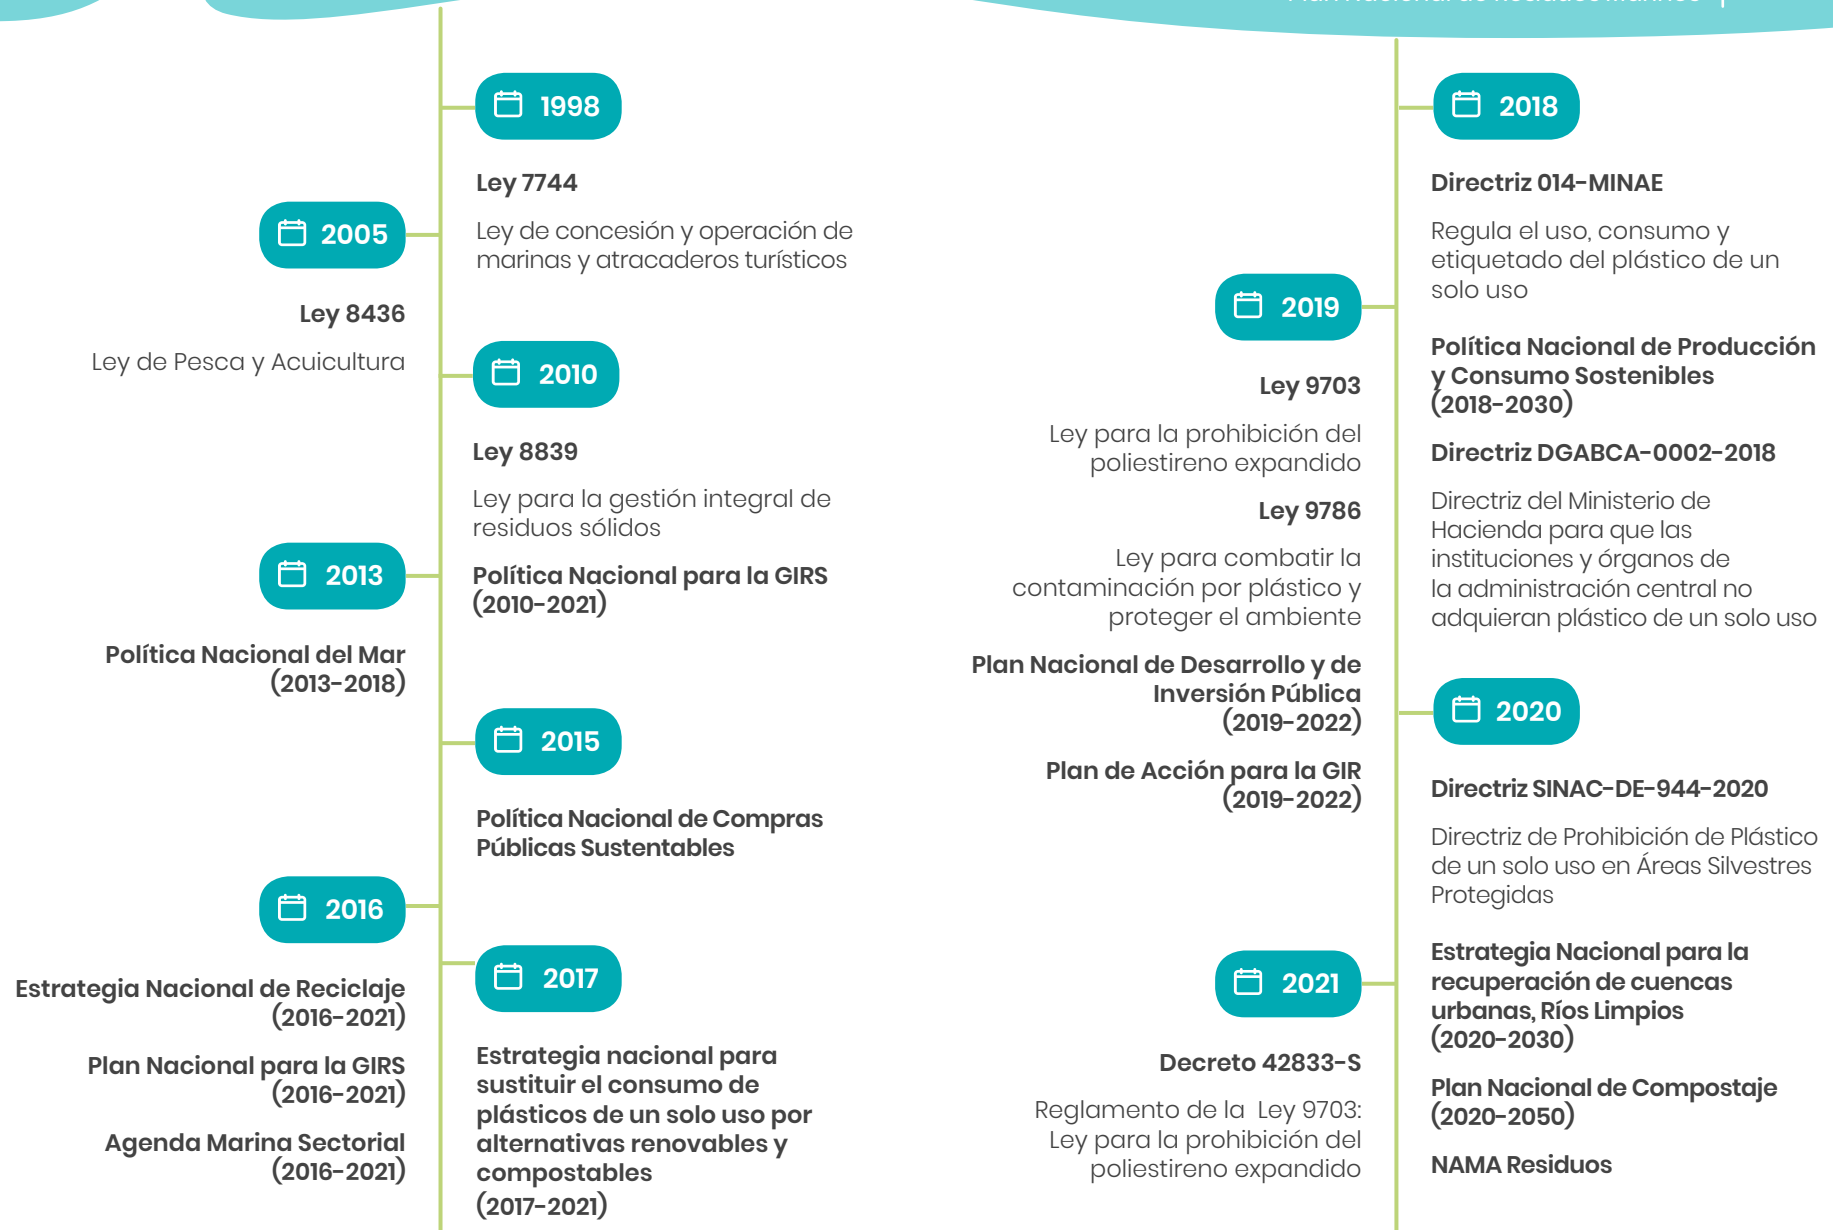 Plan Nacional de Residuos Marinos
1998
Ley 7744
Ley de concesión y operación de
marinas y atracaderos turísticos
2005
Ley 8436
Ley de Pesca y Acuicultura
2010
Ley 8839
Ley para la gestión integral de
residuos sólidos
Política Nacional para la GIRS
(2010-2021)
2013
Política Nacional del Mar
(2013-2018)
2015
Política Nacional de Compras
Públicas Sustentables
2016
Estrategia Nacional de Reciclaje
(2016-2021)
Plan Nacional para la GIRS
(2016-2021)
Agenda Marina Sectorial
(2016-2021)
2017
Estrategia nacional para
sustituir el consumo de
plásticos de un solo uso por
alternativas renovables y
compostables
(2017-2021)
2018
Directriz 014-MINAE
Regula el uso, consumo y
etiquetado del plástico de un
solo uso
Política Nacional de Producción
y Consumo Sostenibles
(2018-2030)
Directriz DGABCA-0002-2018
Directriz del Ministerio de
Hacienda para que las
instituciones y órganos de
la administración central no
adquieran plástico de un solo uso
2019
Ley 9703
Ley para la prohibición del
poliestireno expandido
Ley 9786
Ley para combatir la
contaminación por plástico y
proteger el ambiente
Plan Nacional de Desarrollo y de
Inversión Pública
(2019-2022)
Plan de Acción para la GIR
(2019-2022)
2020
Directriz SINAC-DE-944-2020
Directriz de Prohibición de Plástico
de un solo uso en Áreas Silvestres
Protegidas
Estrategia Nacional para la
recuperación de cuencas
urbanas, Ríos Limpios
(2020-2030)
Plan Nacional de Compostaje
(2020-2050)
NAMA Residuos
2021
Decreto 42833-S
Reglamento de la Ley 9703:
Ley para la prohibición del
poliestireno expandido